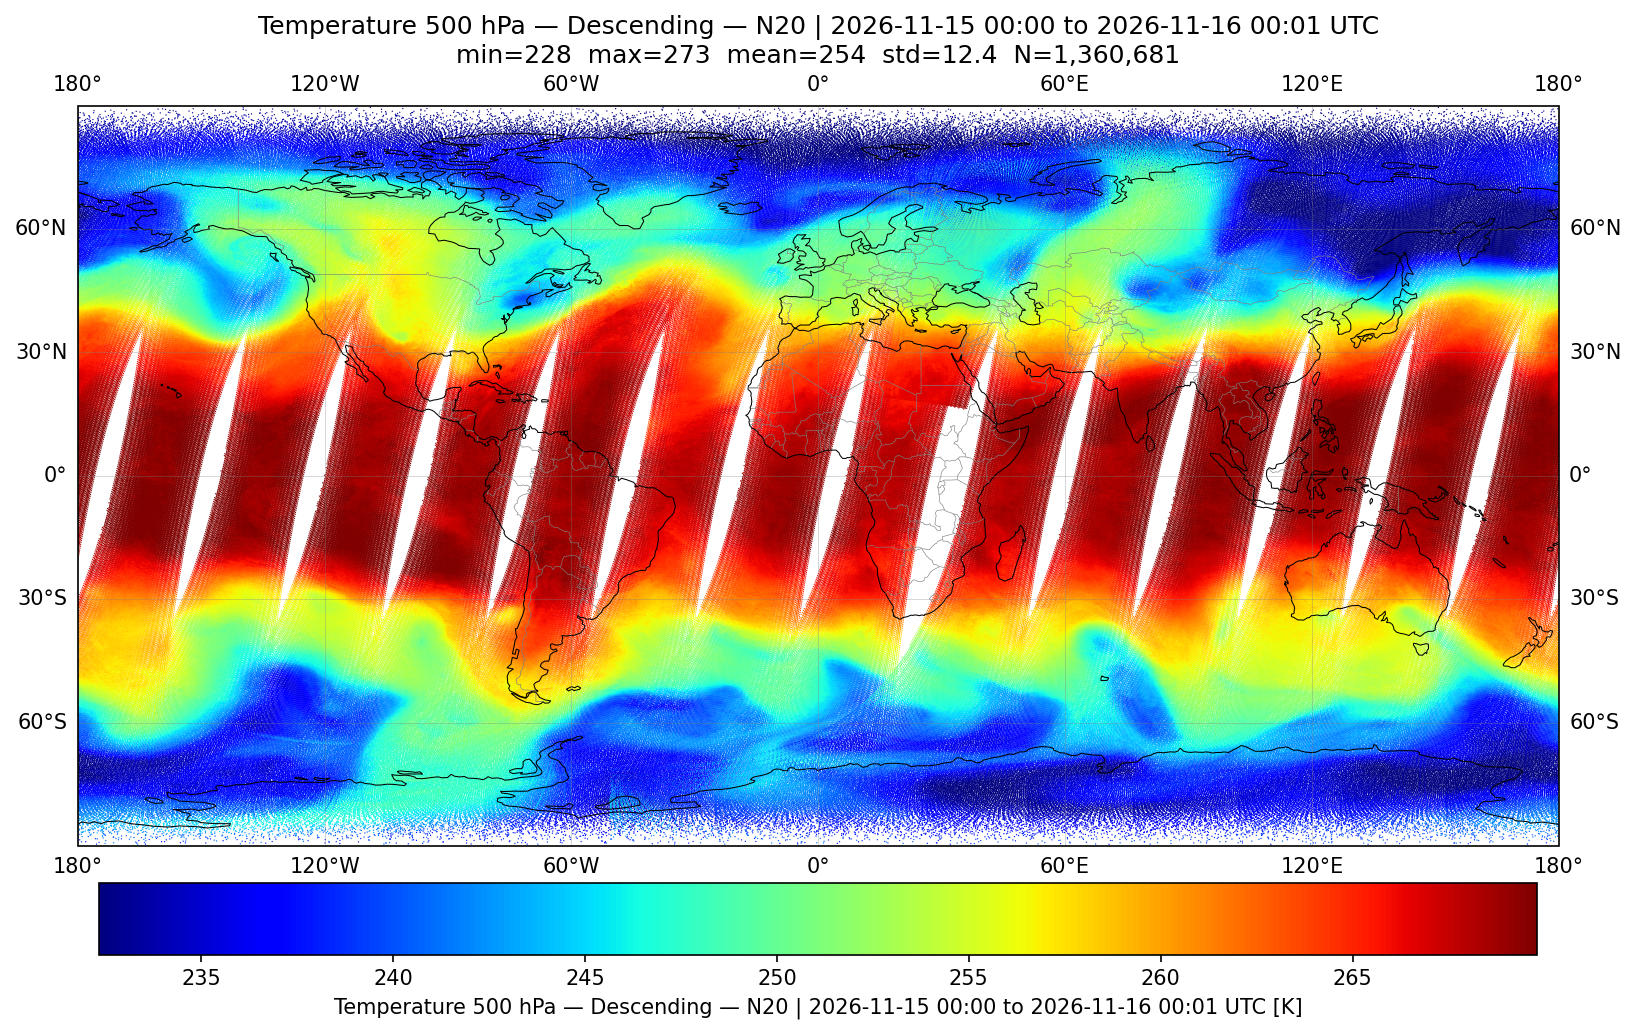 Temperature 500 hPa — Descending — N20 | 2026-11-15 00:00 to 2026-11-16 00:01 UTC
min=228 max=273 mean=254 std=12.4 N=1,360,681
180° 120°W 60°W 0° 60°E 120°E 180°
60°N 60°N
30°N 30°N
0° 0°
30°S 30°S
60°S 60°S
180° 120°W 60°W 0° 60°E 120°E 180°
235 240 245 250 255 260 265
Temperature 500 hPa — Descending — N20 | 2026-11-15 00:00 to 2026-11-16 00:01 UTC [K]